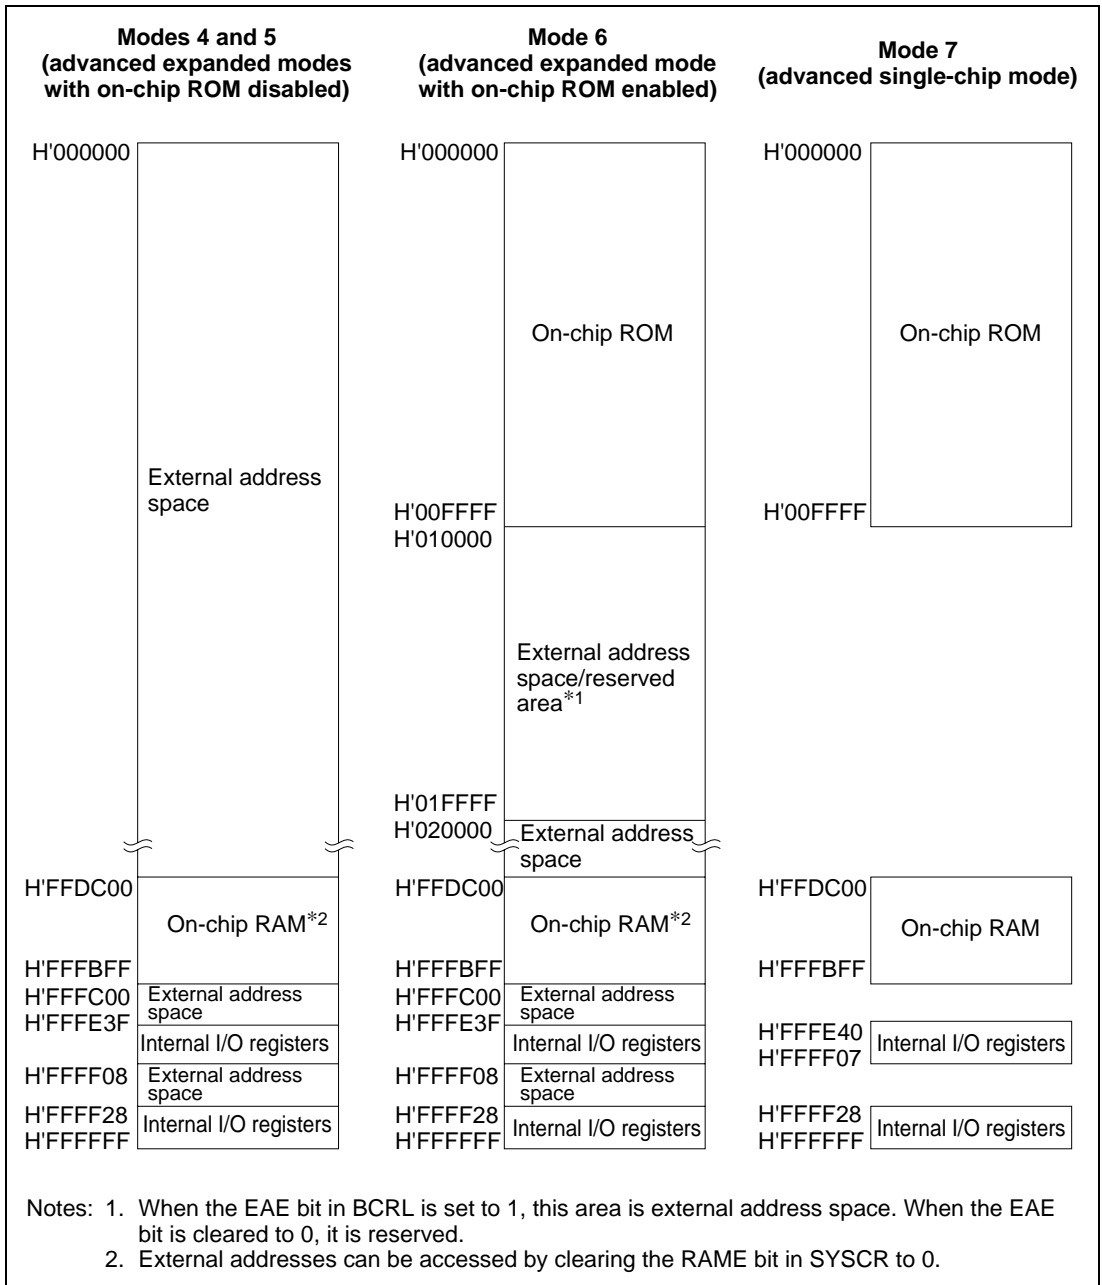 Modes 4 and 5
(advanced expanded modes
with on-chip ROM disabled)
H'000000
External address
space
H'FFDC00
On-chip RAM*2
H'FFFBFF
H'FFFC00
External address
space
H'FFFE3F
Internal I/O registers
H'FFFF08
External address
space
H'FFFF28
Internal I/O registers
H'FFFFFF
Mode 6
(advanced expanded mode
with on-chip ROM enabled)
H'000000
On-chip ROM
H'00FFFF
H'010000
External address
space/reserved
area*1
H'01FFFF
H'020000
External address
space
H'FFDC00
On-chip RAM*2
H'FFFBFF
H'FFFC00
External address
space
H'FFFE3F
Internal I/O registers
H'FFFF08
External address
space
H'FFFF28
Internal I/O registers
H'FFFFFF
Mode 7
(advanced single-chip mode)
H'000000
On-chip ROM
H'00FFFF
H'FFDC00
On-chip RAM
H'FFFBFF
H'FFFE40
Internal I/O registers
H'FFFF07
H'FFFF28
Internal I/O registers
H'FFFFFF
Notes: 1. When the EAE bit in BCRL is set to 1, this area is external address space. When the EAE
bit is cleared to 0, it is reserved.
2. External addresses can be accessed by clearing the RAME bit in SYSCR to 0.